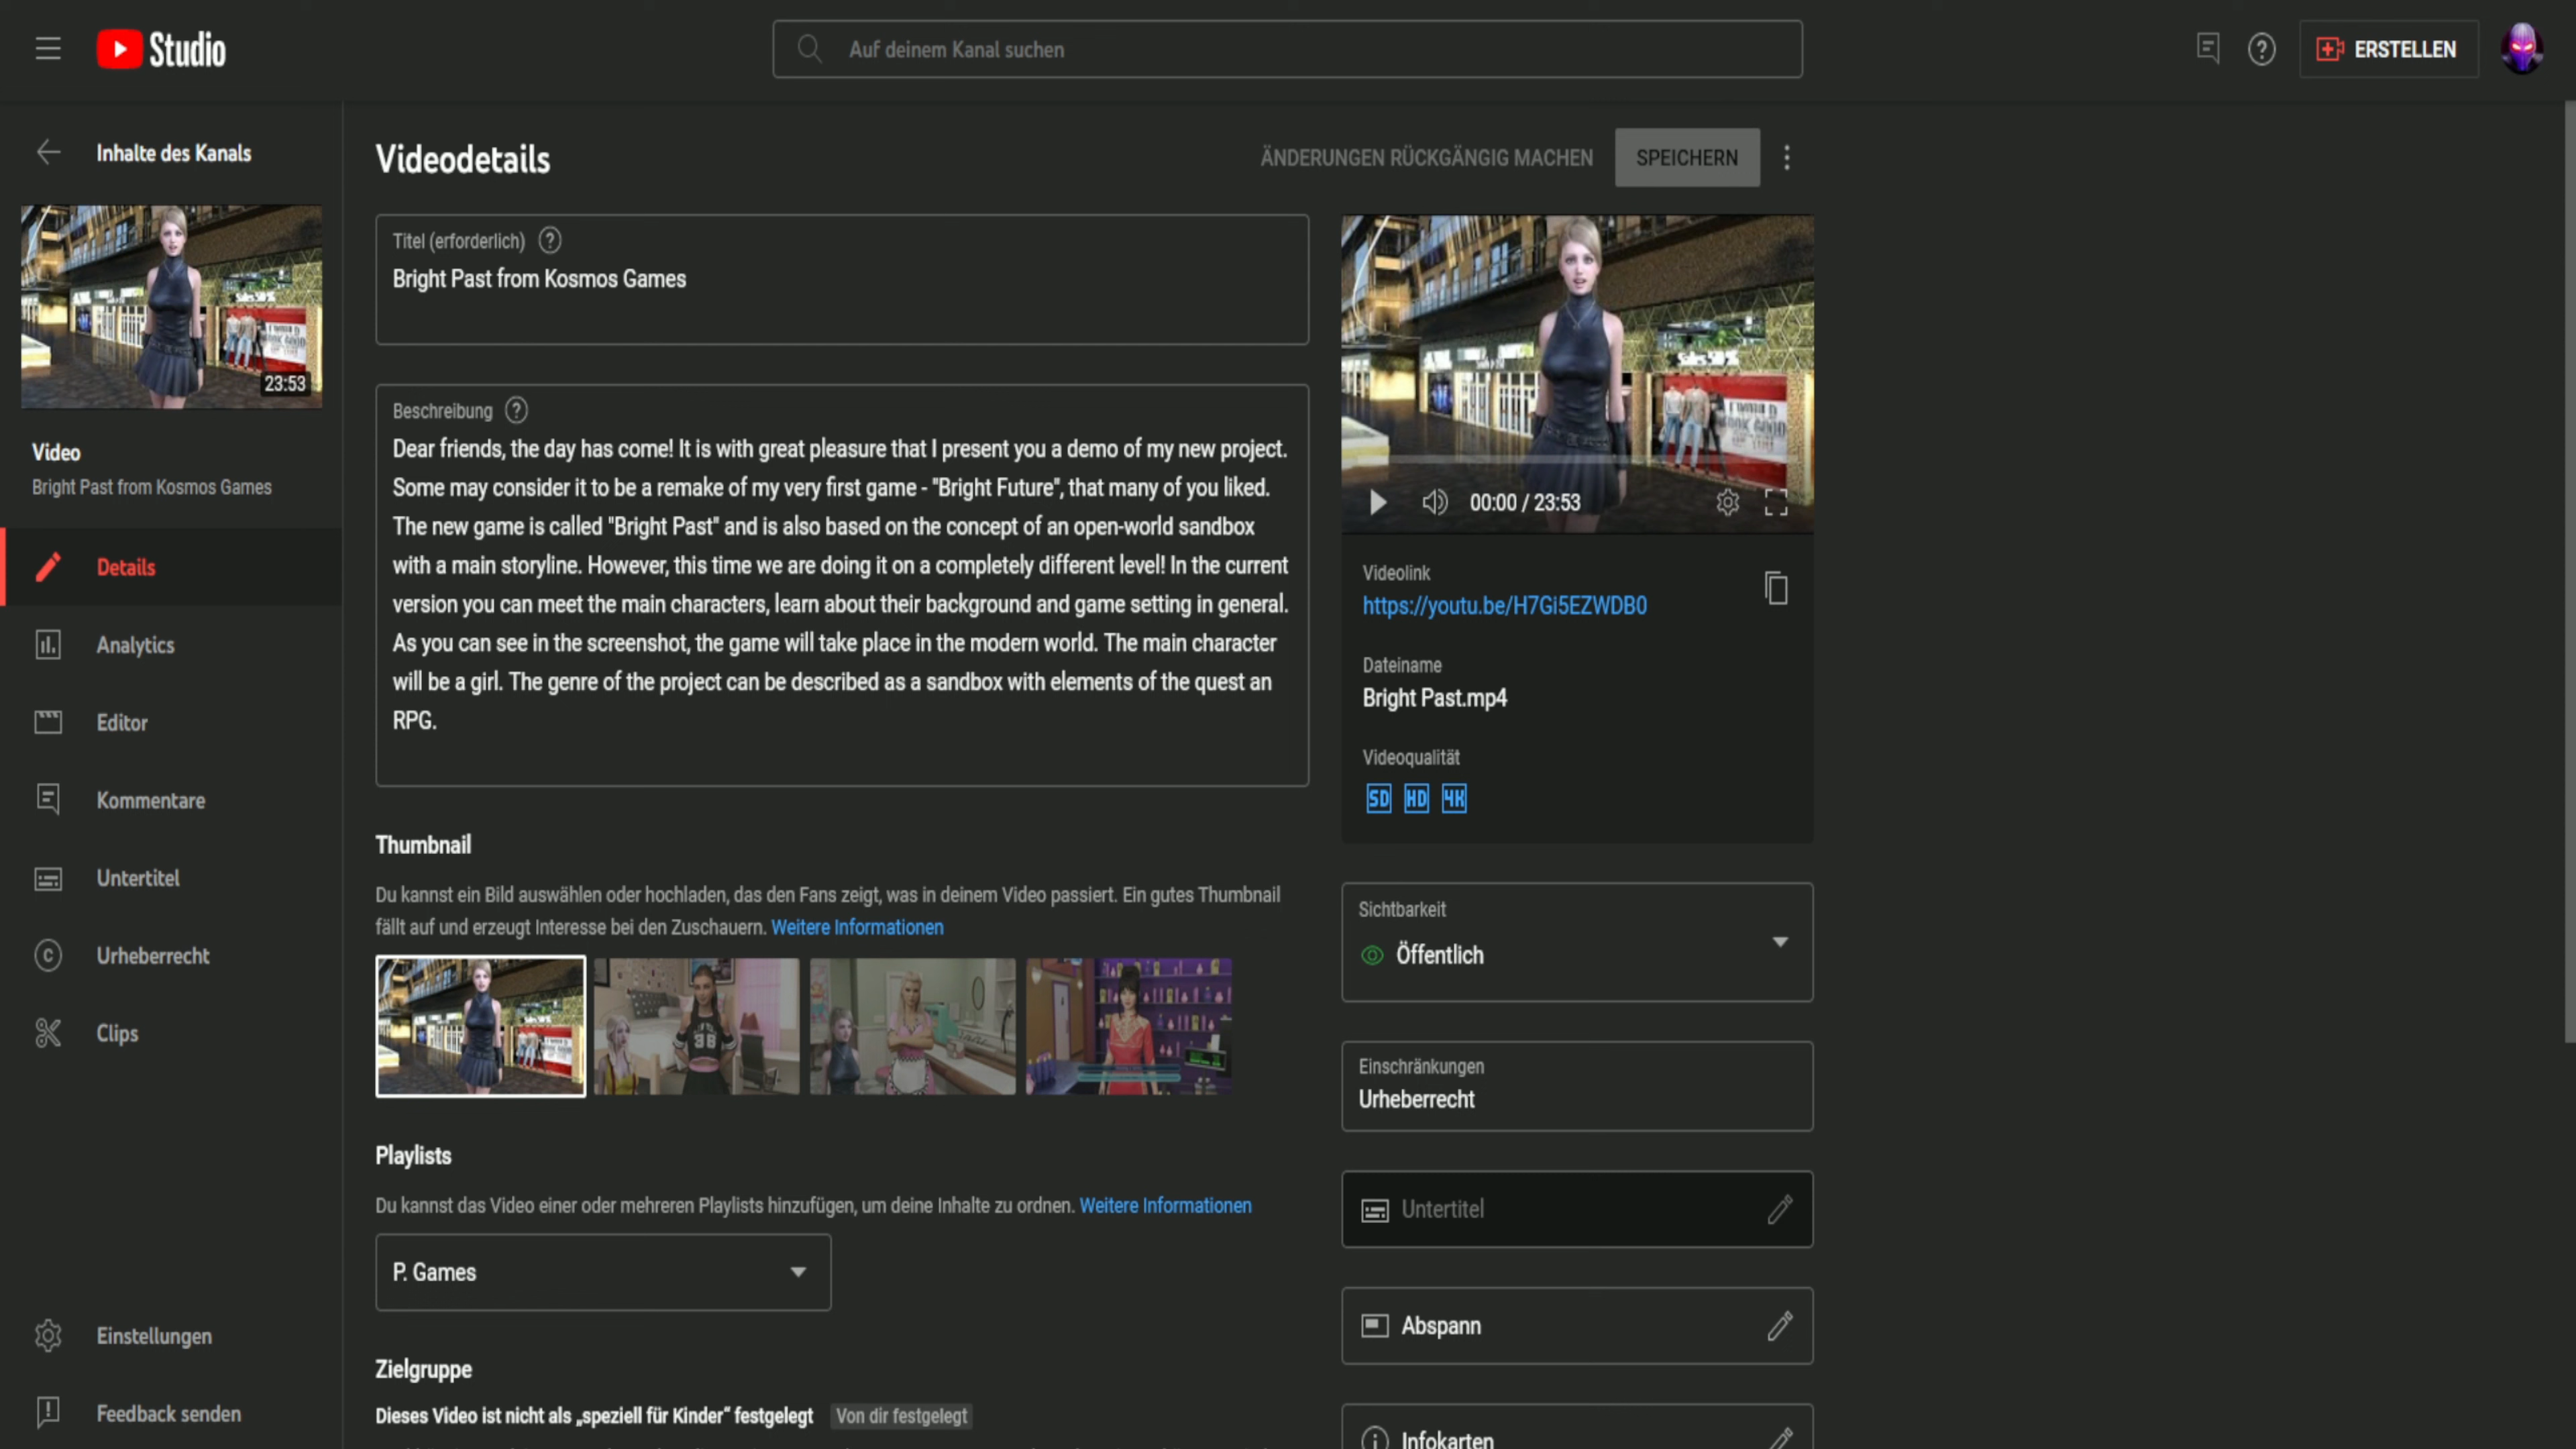 Studio
Auf deinem Kanal suchen
ERSTELLEN
Inhalte des Kanals
23:53
Video
Bright Past from Kosmos Games
Details
Analytics
Editor
Kommentare
Untertitel
Urheberrecht
Clips
Einstellungen
Feedback senden
Videodetails
ÄNDERUNGEN RÜCKGÄNGIG MACHEN
SPEICHERN
Titel (erforderlich)
Bright Past from Kosmos Games
Beschreibung
Dear friends, the day has come! It is with great pleasure that I present you a demo of my new project.
Some may consider it to be a remake of my very first game - "Bright Future", that many of you liked.
The new game is called "Bright Past" and is also based on the concept of an open-world sandbox
with a main storyline. However, this time we are doing it on a completely different level! In the current
version you can meet the main characters, learn about their background and game setting in general.
As you can see in the screenshot, the game will take place in the modern world. The main character
will be a girl. The genre of the project can be described as a sandbox with elements of the quest an
RPG.
Thumbnail
Du kannst ein Bild auswählen oder hochladen, das den Fans zeigt, was in deinem Video passiert. Ein gutes Thumbnail
fällt auf und erzeugt Interesse bei den Zuschauern. Weitere Informationen
Playlists
Du kannst das Video einer oder mehreren Playlists hinzufügen, um deine Inhalte zu ordnen. Weitere Informationen
P. Games
Zielgruppe
Dieses Video ist nicht als „speziell für Kinder“ festgelegt Von dir festgelegt
Sales 50 %
00:00 / 23:53
Videolink
https://youtu.be/H7Gi5EZWDB0
Dateiname
Bright Past.mp4
Videoqualität
SD HD 4K
Sichtbarkeit
Öffentlich
Einschränkungen
Urheberrecht
Untertitel
Abspann
Infokarten